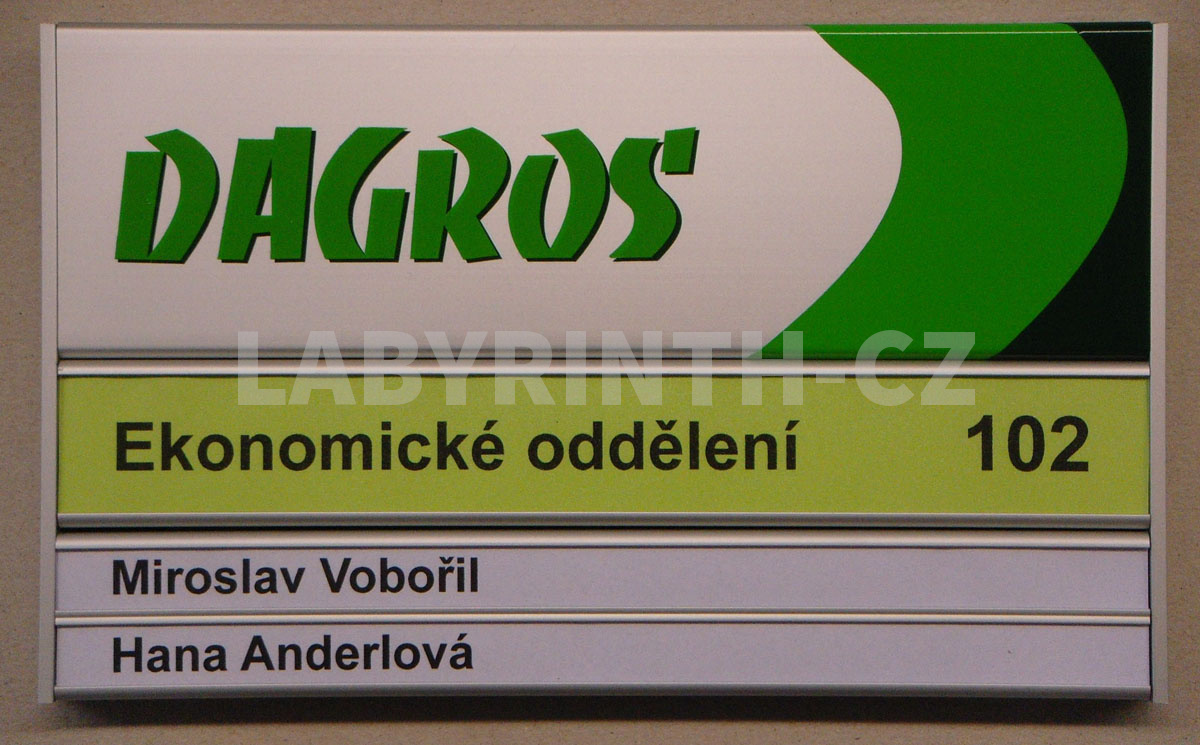 DAGROS
LABYRINTH-CZ
Ekonomické oddělení 102
Miroslav Vobořil
Hana Anderlová